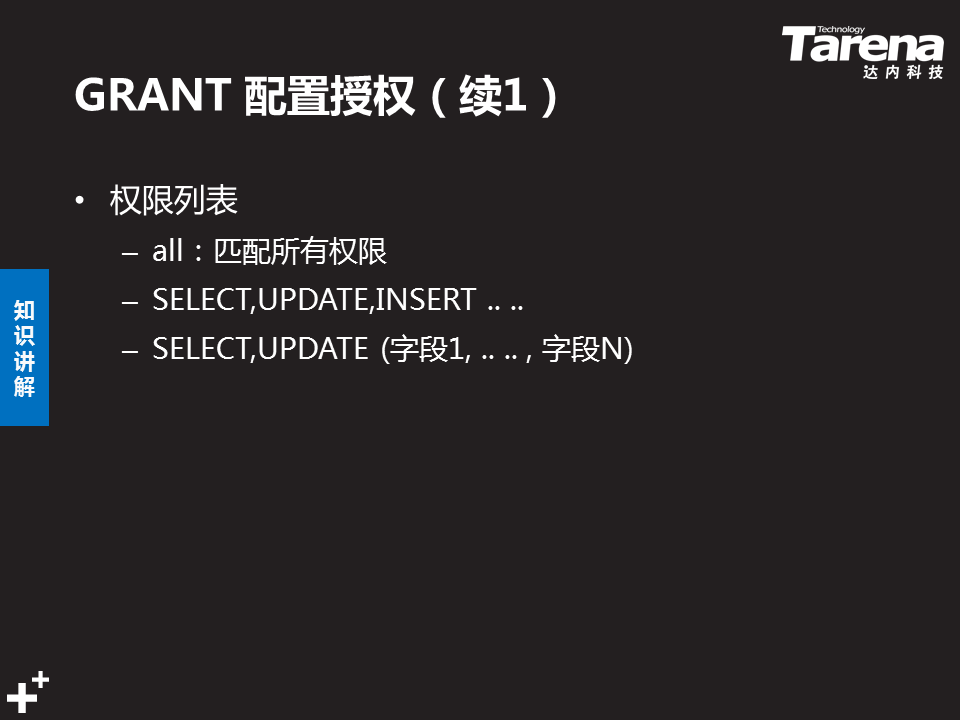 Technology
Tarena
达内科技
GRANT 配置授权（续1）
• 权限列表
– all：匹配所有权限
– SELECT,UPDATE,INSERT .. ..
– SELECT,UPDATE (字段1, .. .. , 字段N)
知识讲解